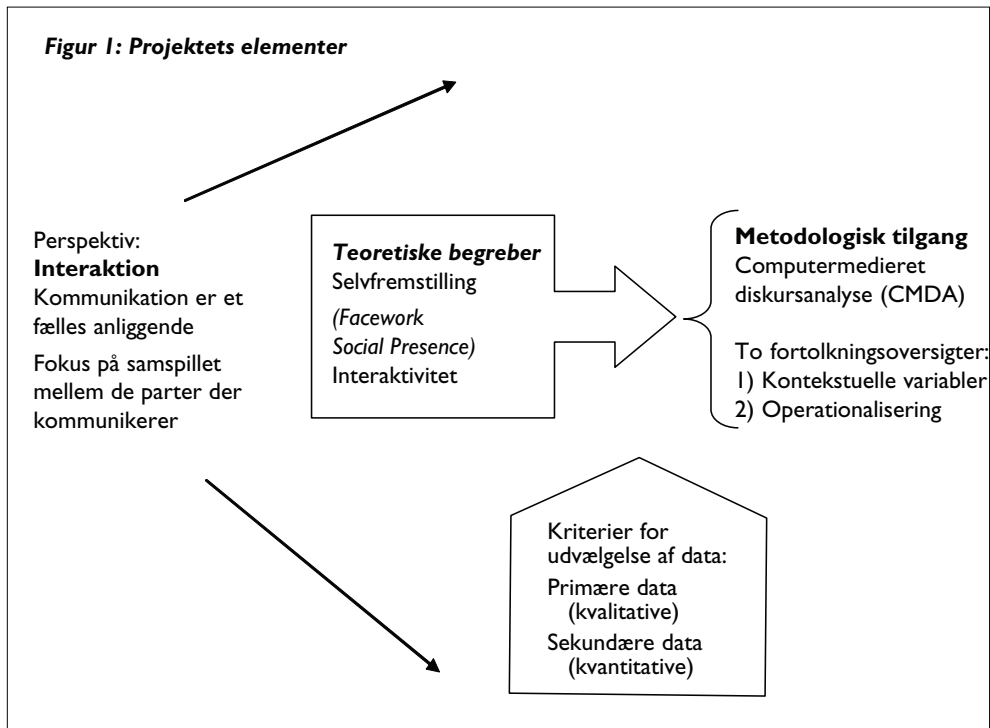 Figur 1: Projektets elementer
Perspektiv:
Interaktion
Kommunikation er et
fælles anliggende
Fokus på samspillet
mellem de parter der
kommunikerer
Teoretiske begreber
Selvfremstilling
(Facework
Social Presence)
Interaktivitet
Metodologisk tilgang
Computermedieret
diskursanalyse (CMDA)
To fortolkningsoversigter:
1) Kontekstuelle variabler
2) Operationalisering
Kriterier for
udvælgelse af data:
Primære data
(kvalitative)
Sekundære data
(kvantitative)